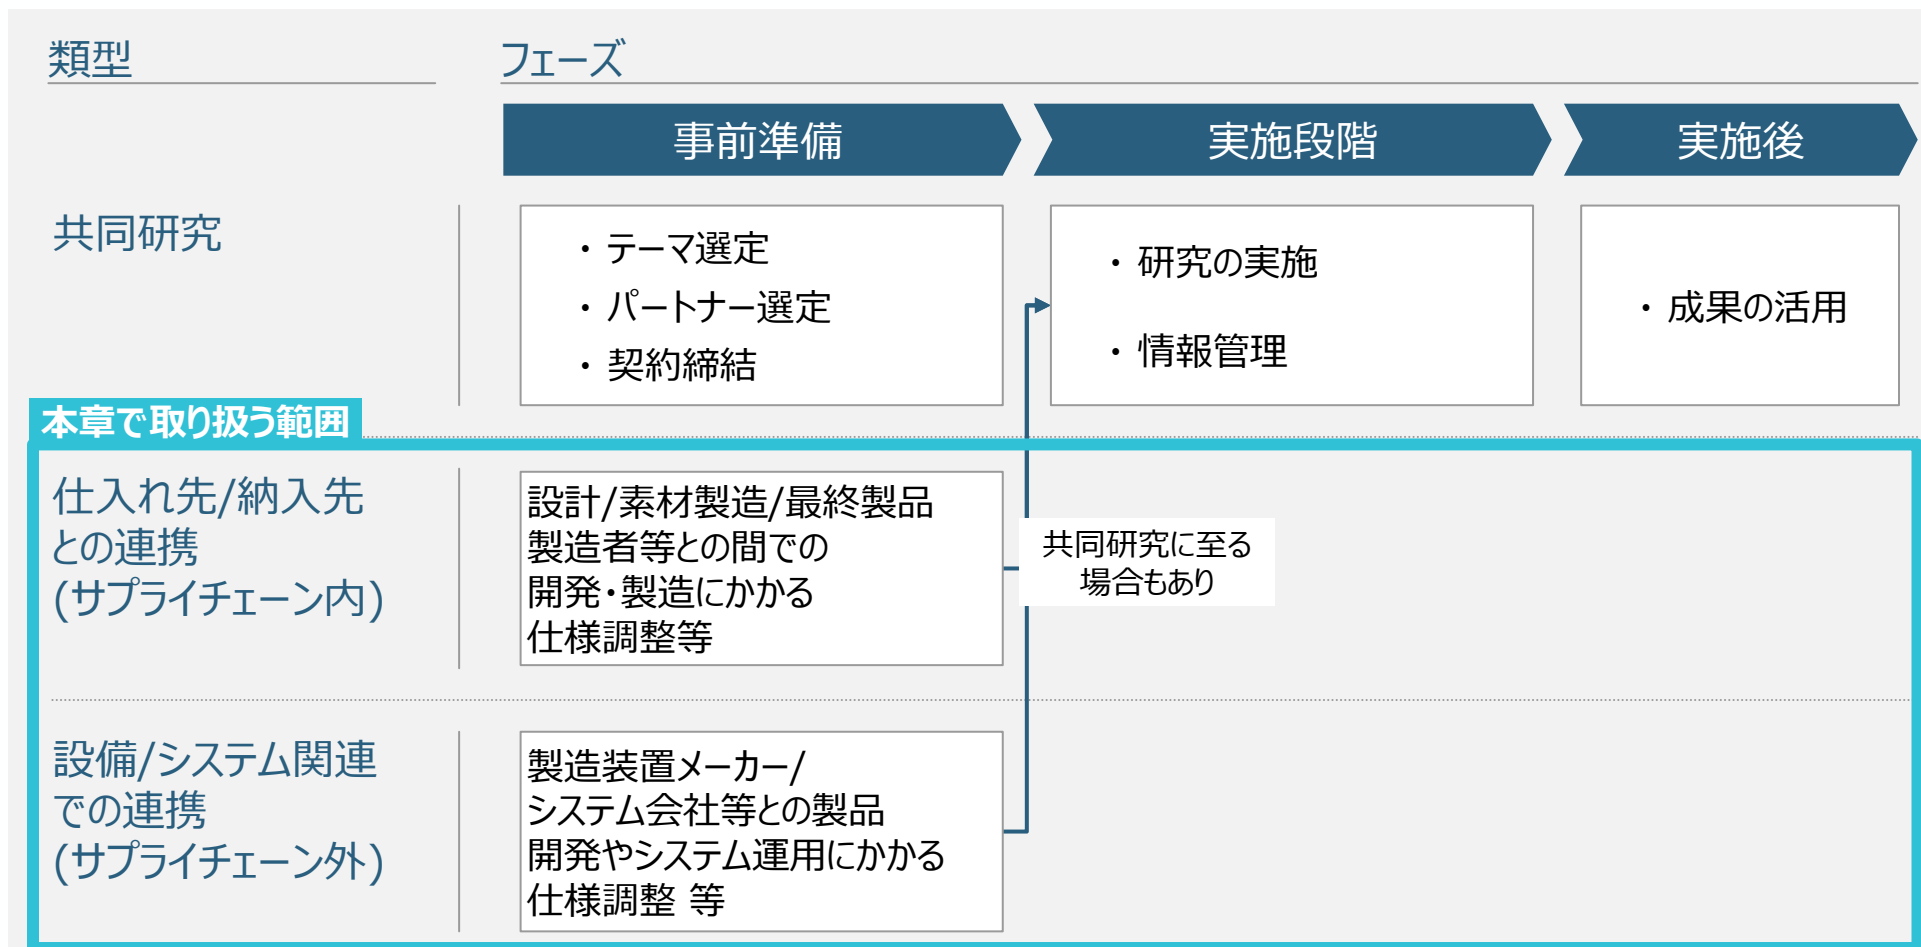 類型
フェーズ
事前準備
実施段階
実施後
共同研究
・ テーマ選定
・ パートナー選定
・ 契約締結
・ 研究の実施
・ 情報管理
・ 成果の活用
本章で取り扱う範囲
仕入れ先/納入先
との連携
(サプライチェーン内)
設計/素材製造/最終製品
製造者等との間での
開発・製造にかかる
仕様調整等
共同研究に至る
場合もあり
設備/システム関連
での連携
(サプライチェーン外)
製造装置メーカー/
システム会社等との製品
開発やシステム運用にかかる
仕様調整 等